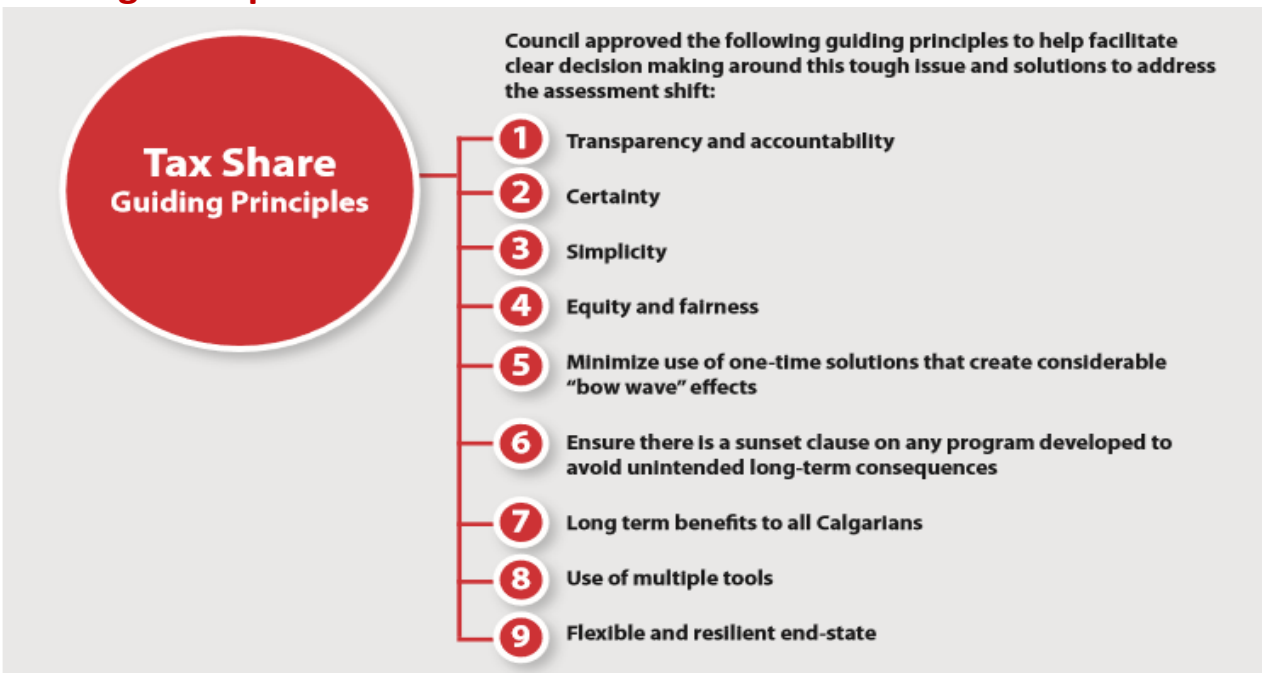 Tax Share
Guiding Principles
Council approved the following guiding principles to help facilitate
clear decision making around this tough issue and solutions to address
the assessment shift:
1 Transparency and accountability
2 Certainty
3 Simplicity
4 Equity and fairness
5 Minimize use of one-time solutions that create considerable
"bow wave" effects
6 Ensure there is a sunset clause on any program developed to
avoid unintended long-term consequences
7 Long term benefits to all Calgarians
8 Use of multiple tools
9 Flexible and resilient end-state